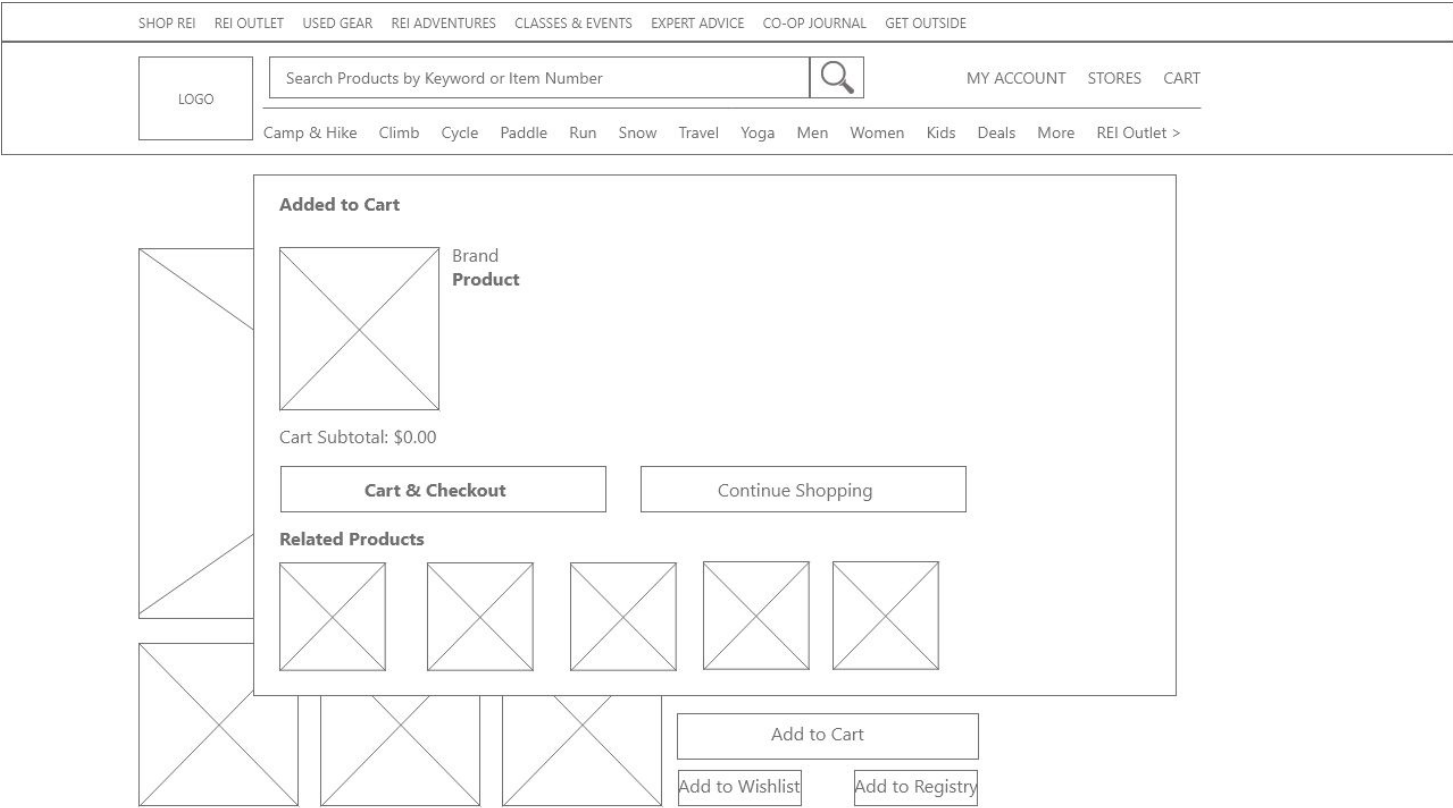 SHOP REI REI OUTLET USED GEAR REI ADVENTURES CLASSES & EVENTS EXPERT ADVICE CO-OP JOURNAL GET OUTSIDE
LOGO
Search Products by Keyword or Item Number
MY ACCOUNT STORES CART
Camp & Hike Climb Cycle Paddle Run Snow Travel Yoga Men Women Kids Deals More REI Outlet >
Added to Cart
Brand
Product
Cart Subtotal: $0.00
Cart & Checkout Continue Shopping
Related Products
Add to Cart
Add to Wishlist Add to Registry